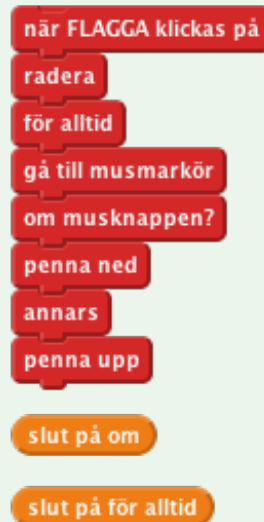 när FLAGGA klickas på
radera
för alltid
gå till musmarkör
om musknappen?
penna ned
annars
penna upp
slut på om
slut på för alltid